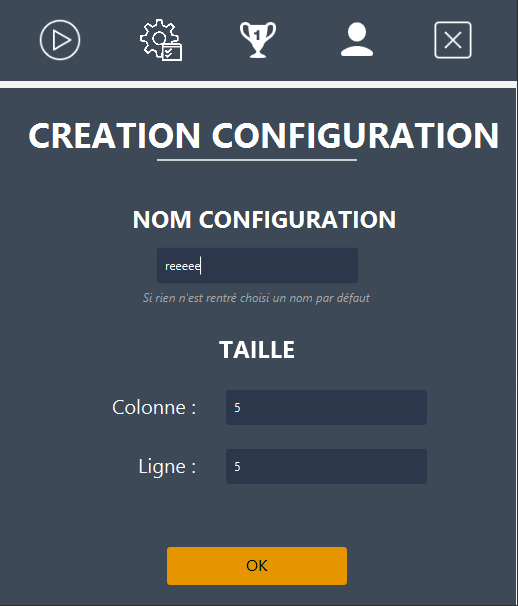 1
CREATION CONFIGURATION
NOM CONFIGURATION
reeeee
Si rien n'est rentré choisi un nom par défaut
TAILLE
Colonne : 5
Ligne : 5
OK